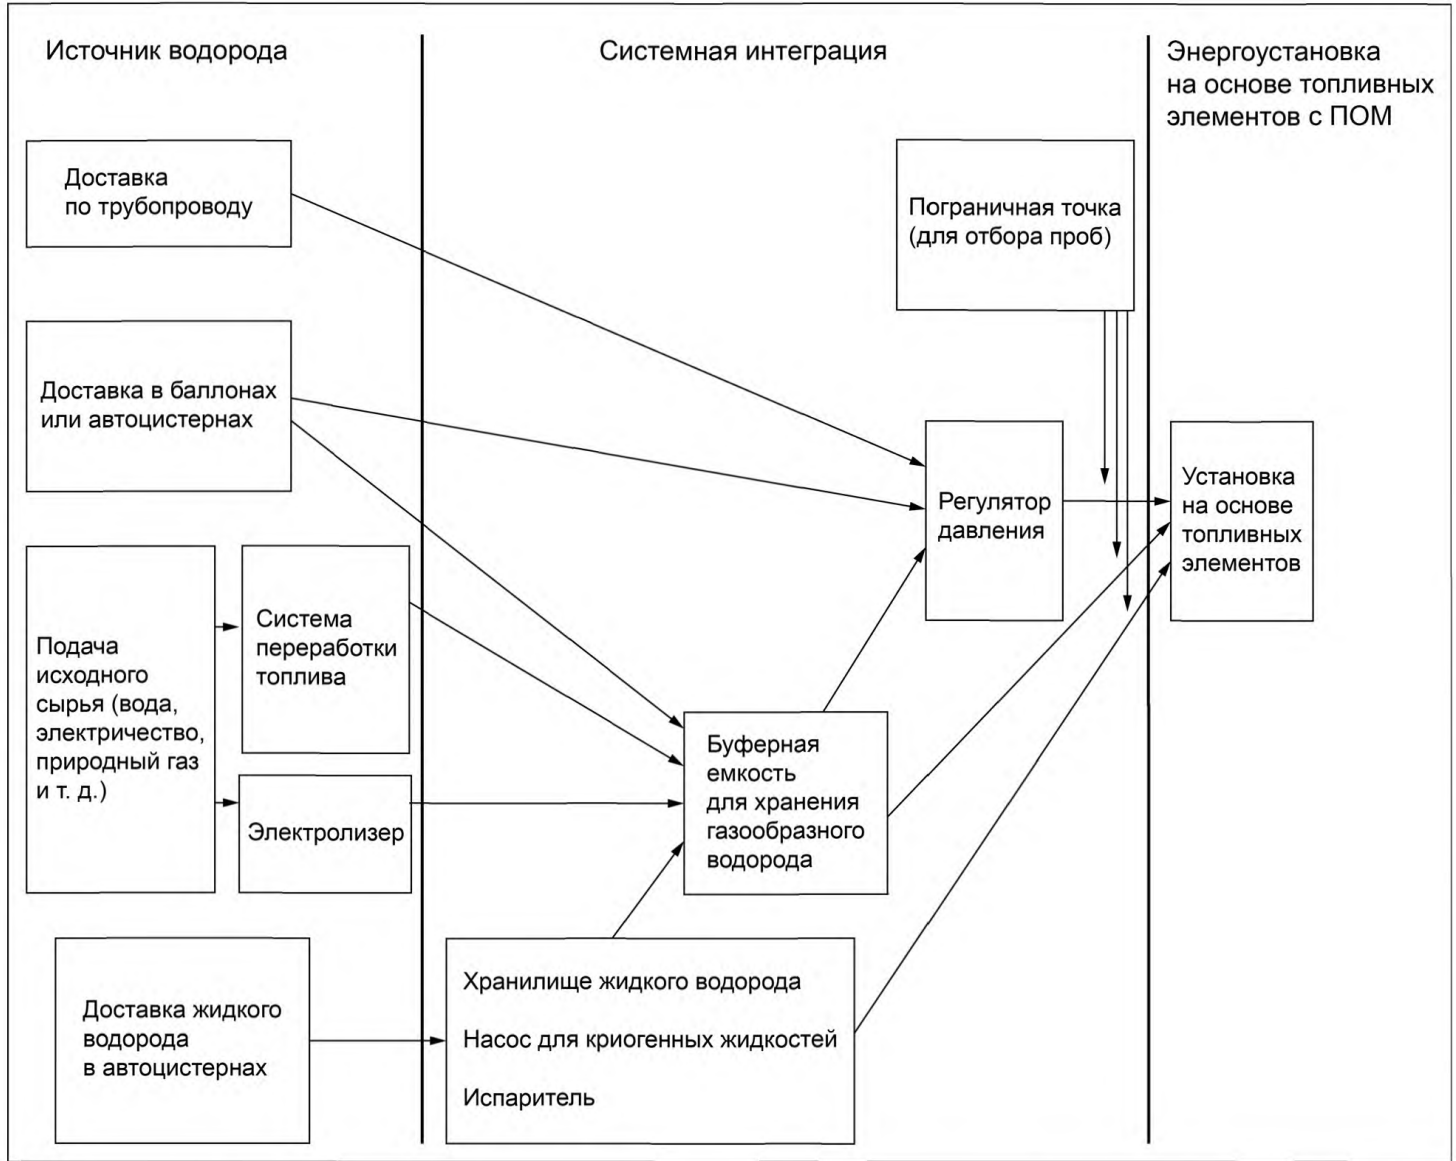 Источник водорода
Системная интеграция
Энергоустановка
на основе топливных
элементов с ПОМ
Доставка
по трубопроводу
Пограничная точка
(для отбора проб)
Доставка в баллонах
или автоцистернах
Регулятор
давления
Установка
на основе
топливных
элементов
Подача
исходного
сырья (вода,
электричество,
природный газ
и т. д.)
Система
переработки
топлива
Электролизер
Буферная
емкость
для хранения
газообразного
водорода
Доставка жидкого
водорода
в автоцистернах
Хранилище жидкого водорода
Насос для криогенных жидкостей
Испаритель